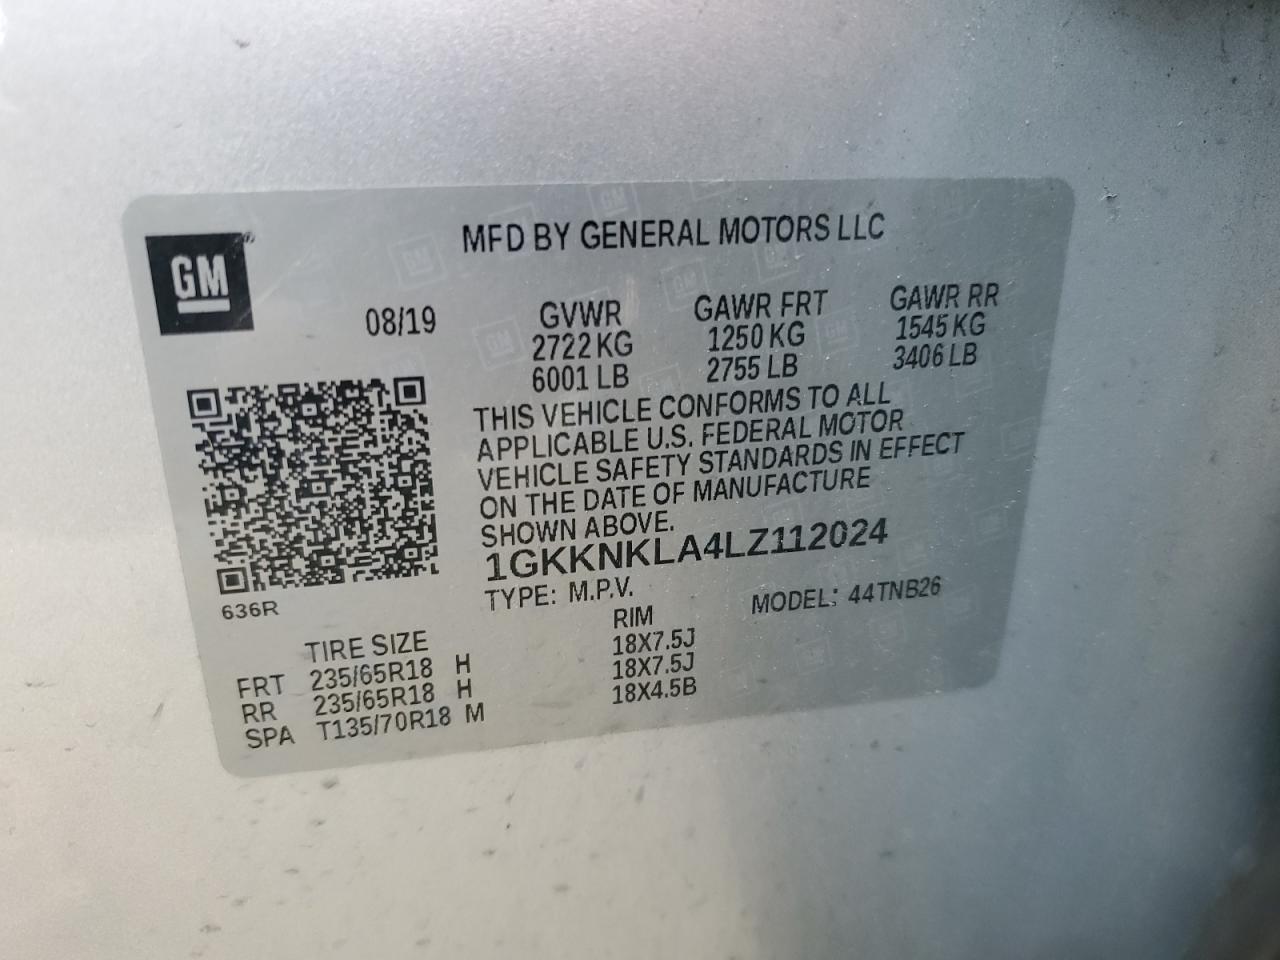 MFD BY GENERAL MOTORS LLC
GM
08/19 GVWR GAWR FRT GAWR RR
2722 KG 1250 KG 1545 KG
6001 LB 2755 LB 3406 LB
THIS VEHICLE CONFORMS TO ALL
APPLICABLE U.S. FEDERAL MOTOR
VEHICLE SAFETY STANDARDS IN EFFECT
ON THE DATE OF MANUFACTURE
SHOWN ABOVE.
1GKKNKLA4LZ112024
636R
TYPE: M.P.V. MODEL: 44TNB26
TIRE SIZE RIM
FRT 235/65R18 H 18X7.5J
RR 235/65R18 H 18X7.5J
SPA T135/70R18 M 18X4.5B